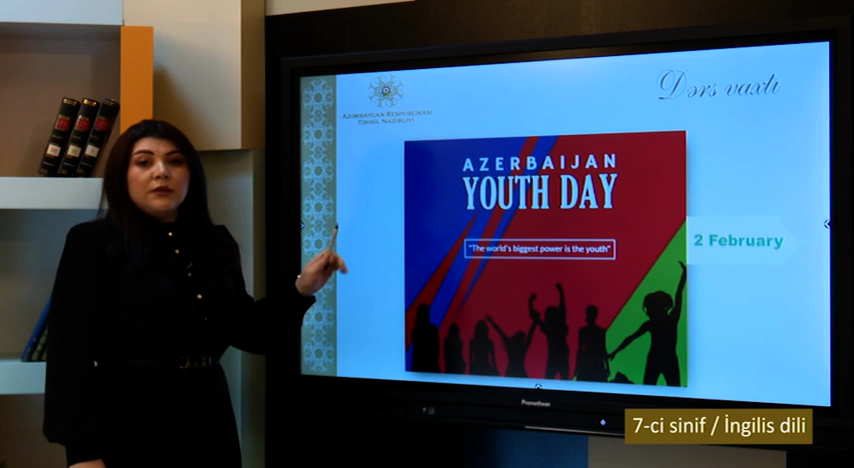 Dərs vaxtı
AZƏRBAYCAN RESPUBLİKASI
TƏHSİL NAZİRLİYİ
AZERBAIJAN
YOUTH DAY
"The world's biggest power is the youth"
2 February
Promethean
7-ci sinif / İngilis dili